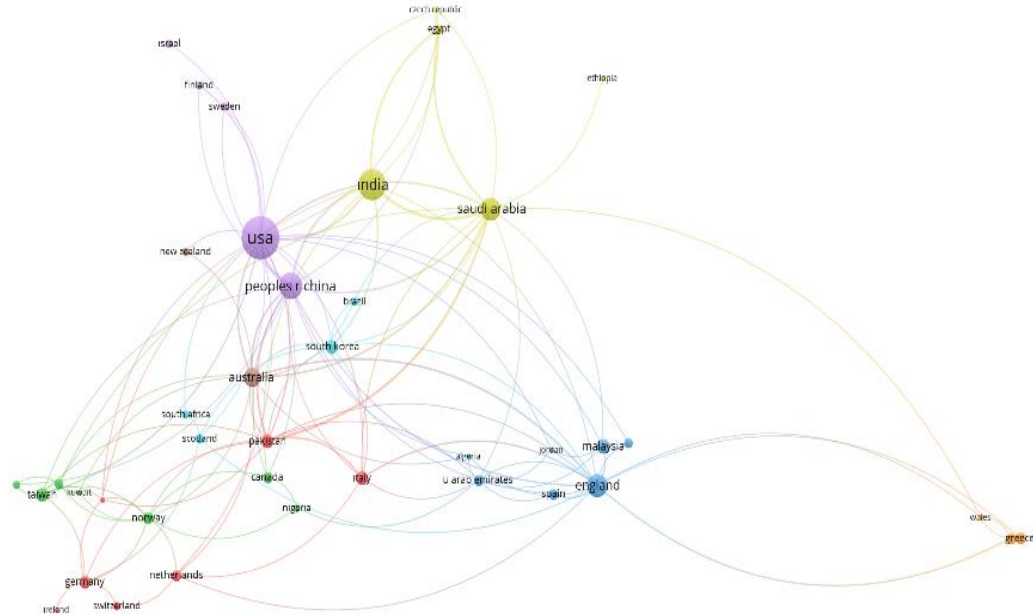 czech republic
egypt
israel
finland
ethiopia
sweden
india
saudi arabia
usa
new zealand
peoples r china
brazil
south korea
australia
south africa
scotland
pakistan
malaysia
jordan
algeria
canada
italy
u arab emirates
england
spain
kuwait
taiwan
nigeria
norway
wales
greece
netherlands
germany
switzerland
ireland